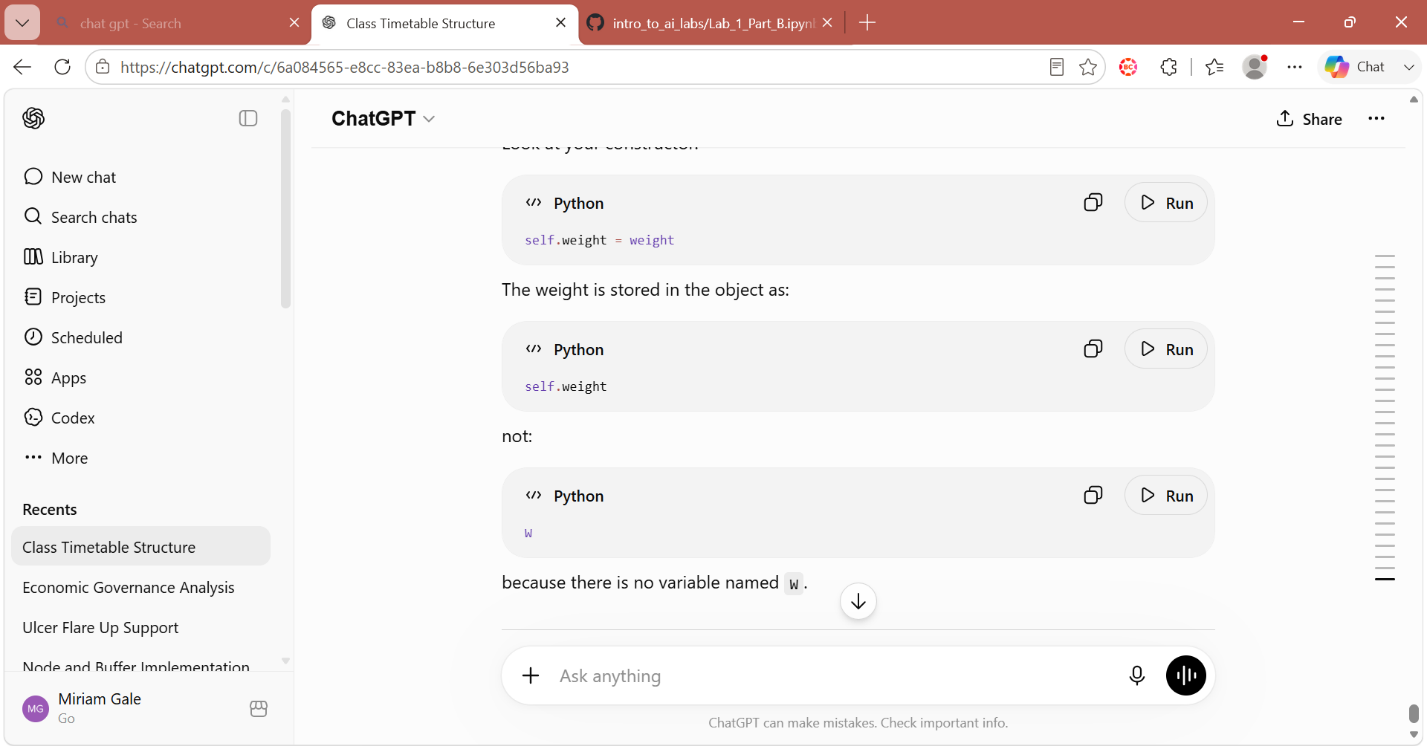 chat gpt - Search
Class Timetable Structure
intro_to_ai_labs/Lab_1_Part_B.ipynb
https://chatgpt.com/c/6a084565-e8cc-83ea-b8b8-6e303d56ba93
Chat
ChatGPT
Share
New chat
Search chats
Library
Projects
Scheduled
Apps
Codex
More
Recents
Class Timetable Structure
Economic Governance Analysis
Ulcer Flare Up Support
Node and Buffer Implementation
MG
Miriam Gale
Go
Look at your constructor:
Python
Run
self.weight = weight
The weight is stored in the object as:
Python
Run
self.weight
not:
Python
Run
W
because there is no variable named W.
Ask anything
ChatGPT can make mistakes. Check important info.